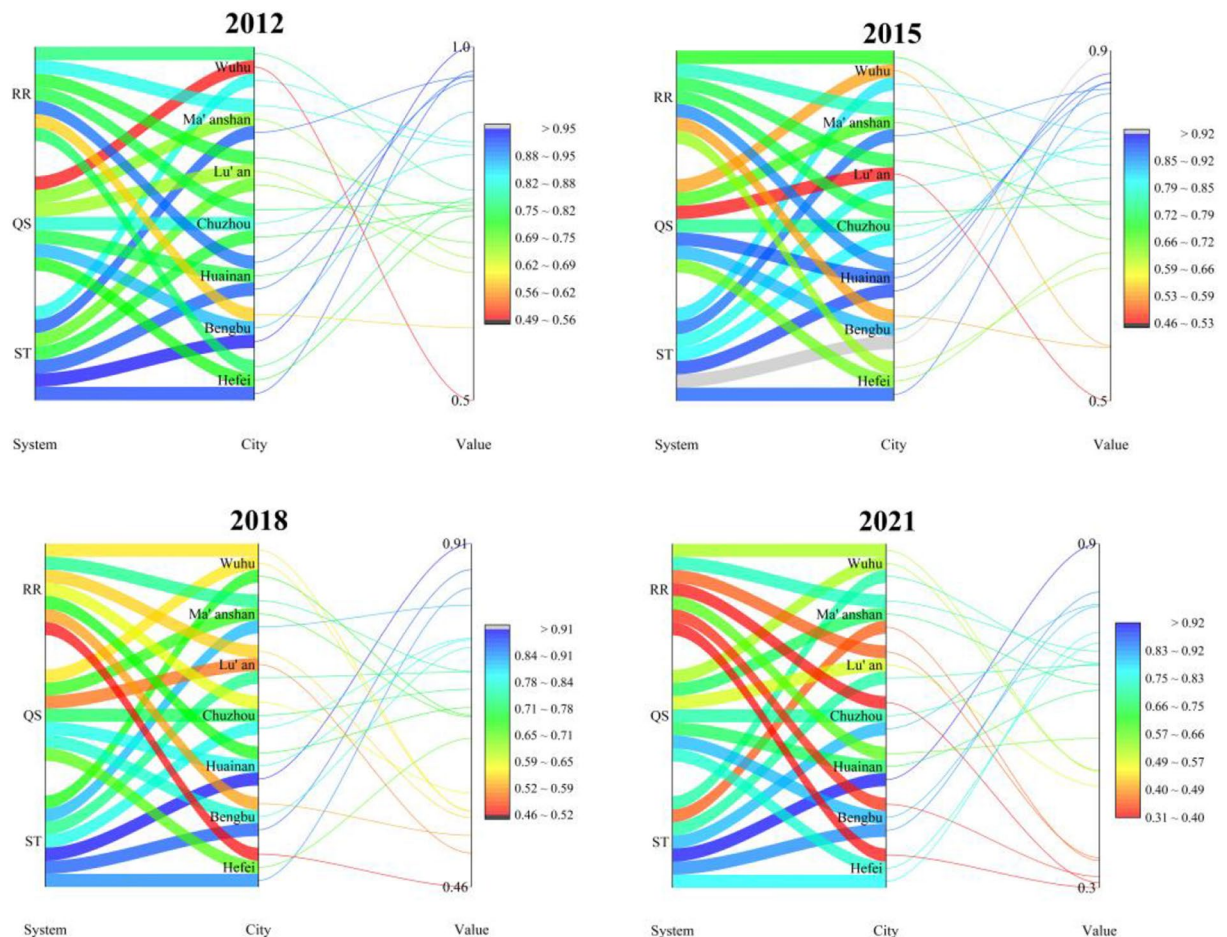 2012
1.0
Wuhu
RR
Ma' anshan
Lu' an
QS
Chuzhou
Huainan
Bengbu
ST
Hefei
0.5
System City Value
> 0.95
0.88 ~ 0.95
0.82 ~ 0.88
0.75 ~ 0.82
0.69 ~ 0.75
0.62 ~ 0.69
0.56 ~ 0.62
0.49 ~ 0.56
2015
0.9
Wuhu
RR
Ma' anshan
Lu' an
QS
Chuzhou
Huainan
Bengbu
ST
Hefei
0.5
System City Value
> 0.92
0.85 ~ 0.92
0.79 ~ 0.85
0.72 ~ 0.79
0.66 ~ 0.72
0.59 ~ 0.66
0.53 ~ 0.59
0.46 ~ 0.53
2018
0.91
Wuhu
RR
Ma' anshan
Lu' an
QS
Chuzhou
Huainan
Bengbu
ST
Hefei
0.46
System City Value
> 0.91
0.84 ~ 0.91
0.78 ~ 0.84
0.71 ~ 0.78
0.65 ~ 0.71
0.59 ~ 0.65
0.52 ~ 0.59
0.46 ~ 0.52
2021
0.9
Wuhu
RR
Ma' anshan
Lu' an
QS
Chuzhou
Huainan
Bengbu
ST
Hefei
0.3
System City Value
> 0.92
0.83 ~ 0.92
0.75 ~ 0.83
0.66 ~ 0.75
0.57 ~ 0.66
0.49 ~ 0.57
0.40 ~ 0.49
0.31 ~ 0.40